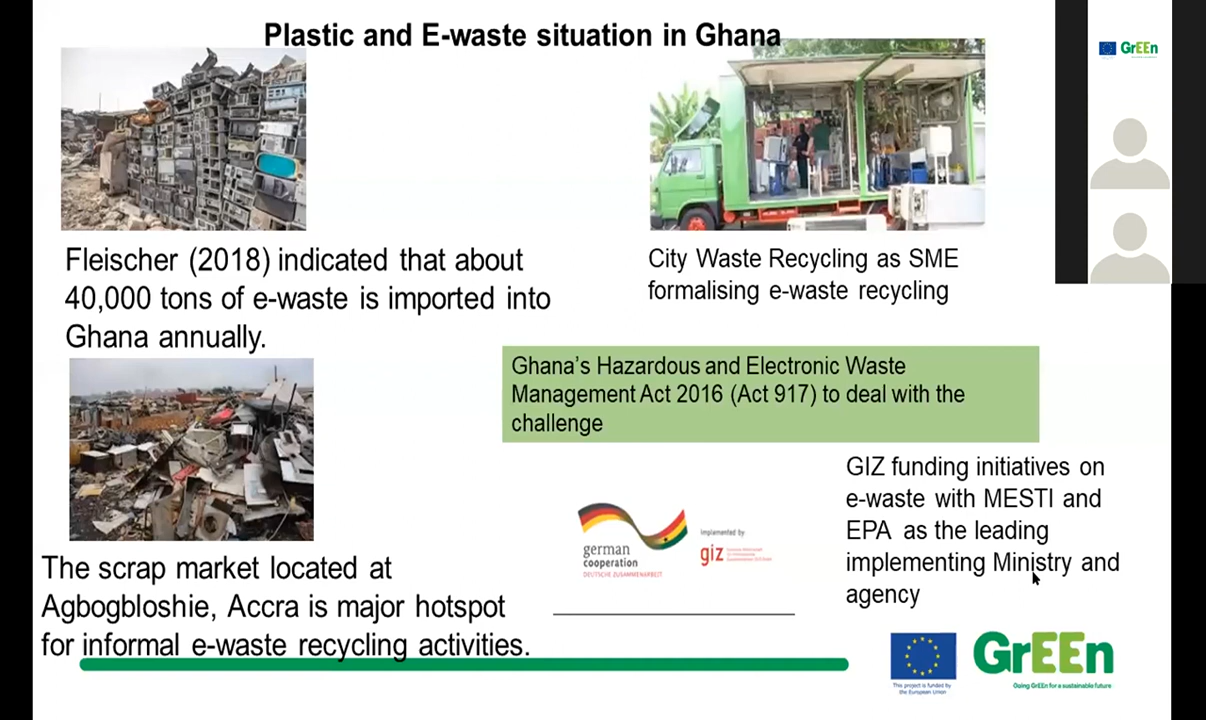 Plastic and E-waste situation in Ghana
GrEEn
Fleischer (2018) indicated that about
40,000 tons of e-waste is imported into
Ghana annually.
City Waste Recycling as SME
formalising e-waste recycling
Ghana’s Hazardous and Electronic Waste
Management Act 2016 (Act 917) to deal with the
challenge
The scrap market located at
Agbogbloshie, Accra is major hotspot
for informal e-waste recycling activities.
german
cooperation
DEUTSCHE ZUSAMMENARBEIT
Implemented by
giz
GIZ funding initiatives on
e-waste with MESTI and
EPA as the leading
implementing Ministry and
agency
This project is funded by
the European Union
GrEEn
Going GrEEn for a sustainable future